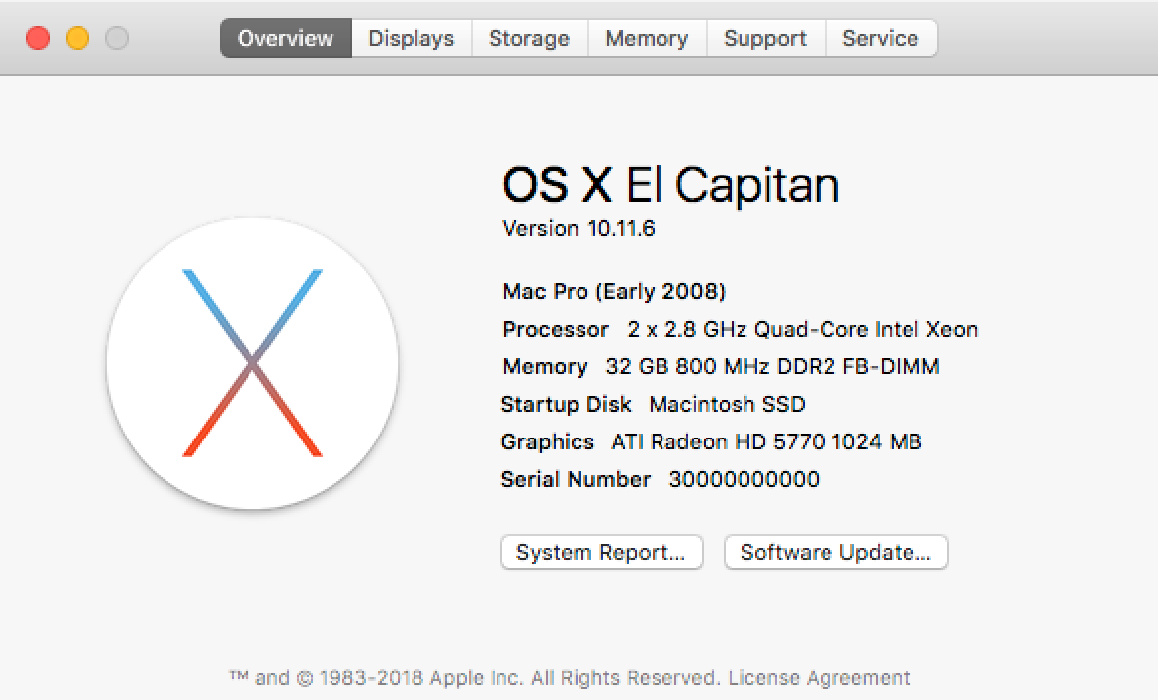 Overview Displays Storage Memory Support Service
OS X El Capitan
Version 10.11.6
Mac Pro (Early 2008)
Processor 2 x 2.8 GHz Quad-Core Intel Xeon
Memory 32 GB 800 MHz DDR2 FB-DIMM
Startup Disk Macintosh SSD
Graphics ATI Radeon HD 5770 1024 MB
Serial Number 30000000000
System Report... Software Update...
™ and © 1983-2018 Apple Inc. All Rights Reserved. License Agreement